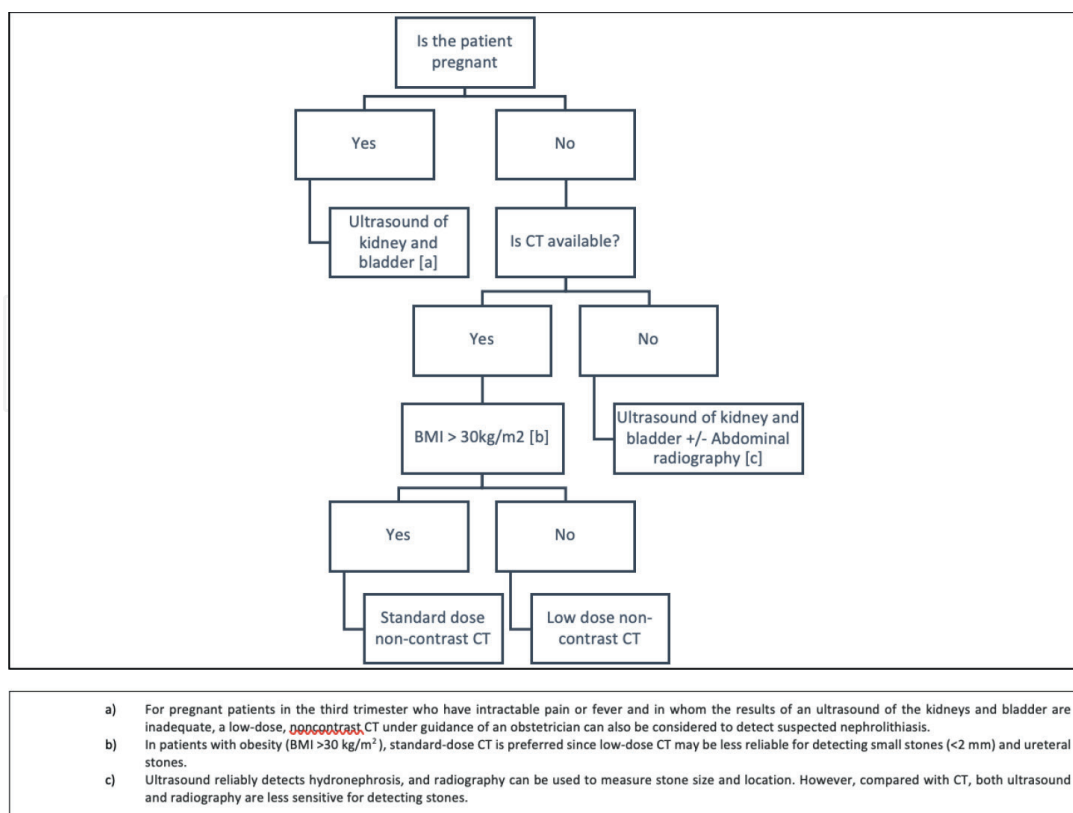 Is the patient
pregnant
Yes
No
Ultrasound of
kidney and
bladder [a]
Is CT available?
Yes
No
BMI > 30kg/m2 [b]
Ultrasound of kidney and
bladder +/- Abdominal
radiography [c]
Yes
No
Standard dose
non-contrast CT
Low dose non-
contrast CT
a) For pregnant patients in the third trimester who have intractable pain or fever and in whom the results of an ultrasound of the kidneys and bladder are
inadequate, a low-dose, noncontrast CT under guidance of an obstetrician can also be considered to detect suspected nephrolithiasis.
b) In patients with obesity (BMI >30 kg/m²), standard-dose CT is preferred since low-dose CT may be less reliable for detecting small stones (<2 mm) and ureteral
stones.
c) Ultrasound reliably detects hydronephrosis, and radiography can be used to measure stone size and location. However, compared with CT, both ultrasound
and radiography are less sensitive for detecting stones.